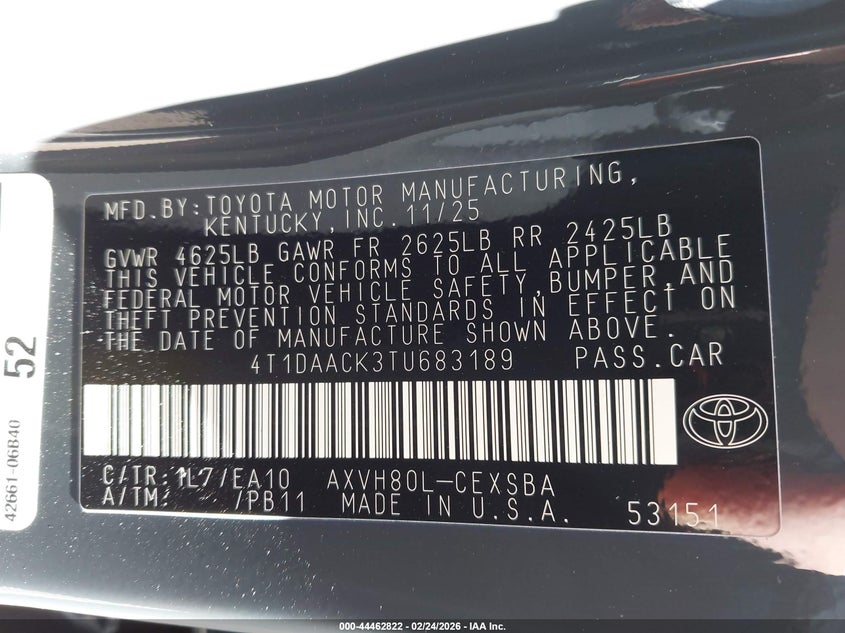 MFD.BY:TOYOTA MOTOR MANUFACTURING,
KENTUCKY,INC.11/25
GVWR 4625LB GAWR FR 2625LB RR 2425LB
THIS VEHICLE CONFORMS TO ALL APPLICABLE
FEDERAL MOTOR VEHICLE SAFETY,BUMPER,AND
THEFT PREVENTION STANDARDS IN EFFECT ON
THE DATE OF MANUFACTURE SHOWN ABOVE.
4T1DAACK3TU683189 PASS.CAR
C/TR:1L7/EA10 AXVH80L-CEXSBA
A/TM: /PB11 MADE IN U.S.A. 53151
52
42661-06B40
000-44462822 - 02/24/2026 - IAA Inc.